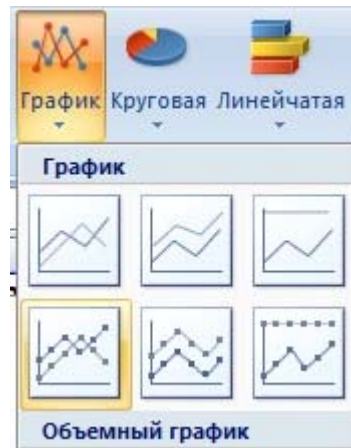 График Круговая Линейчатая
График
Объемный график